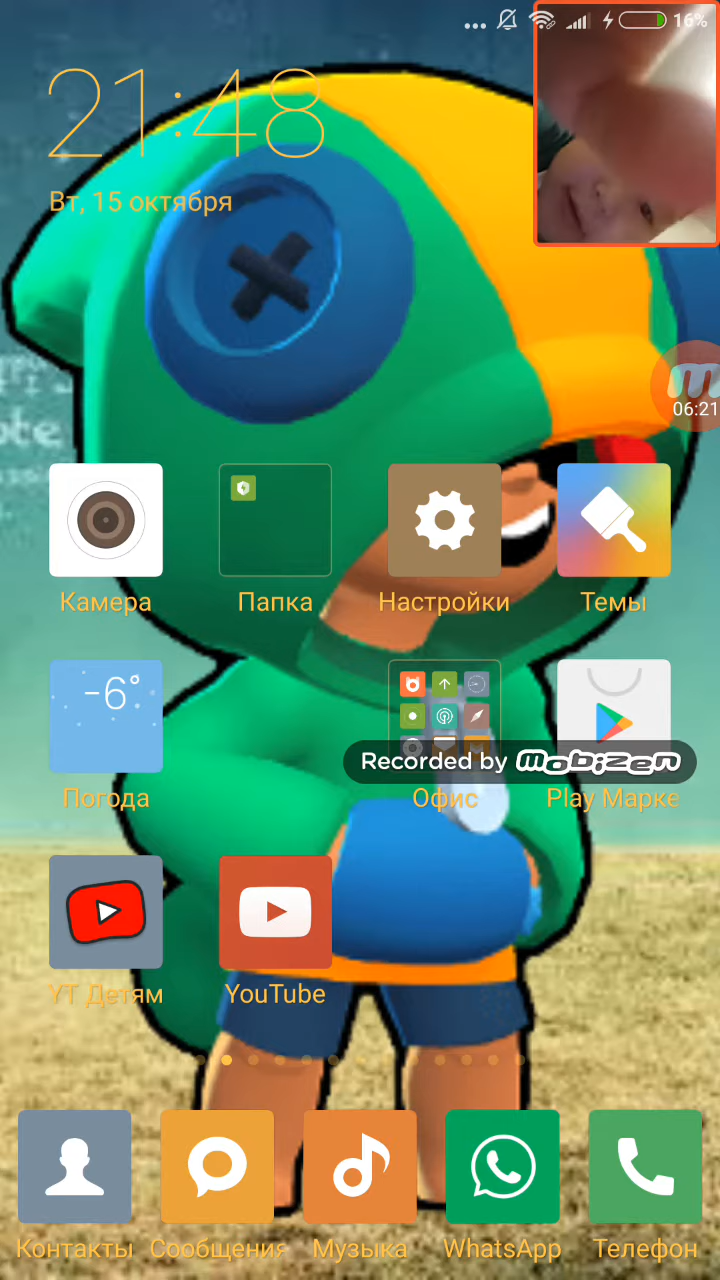 16%
21:48
Вт, 15 октября
ote
06:21
Камера
Папка
Настройки
Темы
-6°
Recorded by mobizen
Погода
Офис
Play Марке
YT Детям
YouTube
Контакты
Сообщения
Музыка
WhatsApp
Телефон